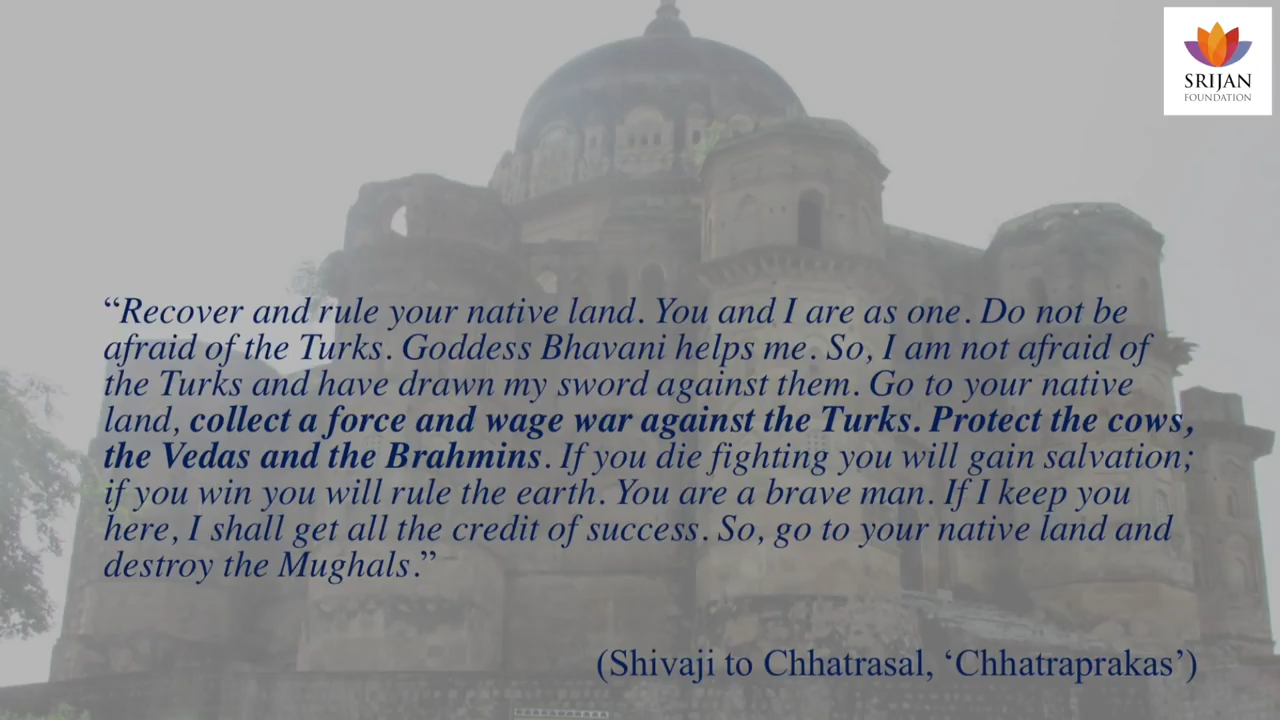 SRIJAN
FOUNDATION
“Recover and rule your native land. You and I are as one. Do not be
afraid of the Turks. Goddess Bhavani helps me. So, I am not afraid of
the Turks and have drawn my sword against them. Go to your native
land, collect a force and wage war against the Turks. Protect the cows,
the Vedas and the Brahmins. If you die fighting you will gain salvation;
if you win you will rule the earth. You are a brave man. If I keep you
here, I shall get all the credit of success. So, go to your native land and
destroy the Mughals.”
(Shivaji to Chhatrasal, ‘Chhatraprakas’)